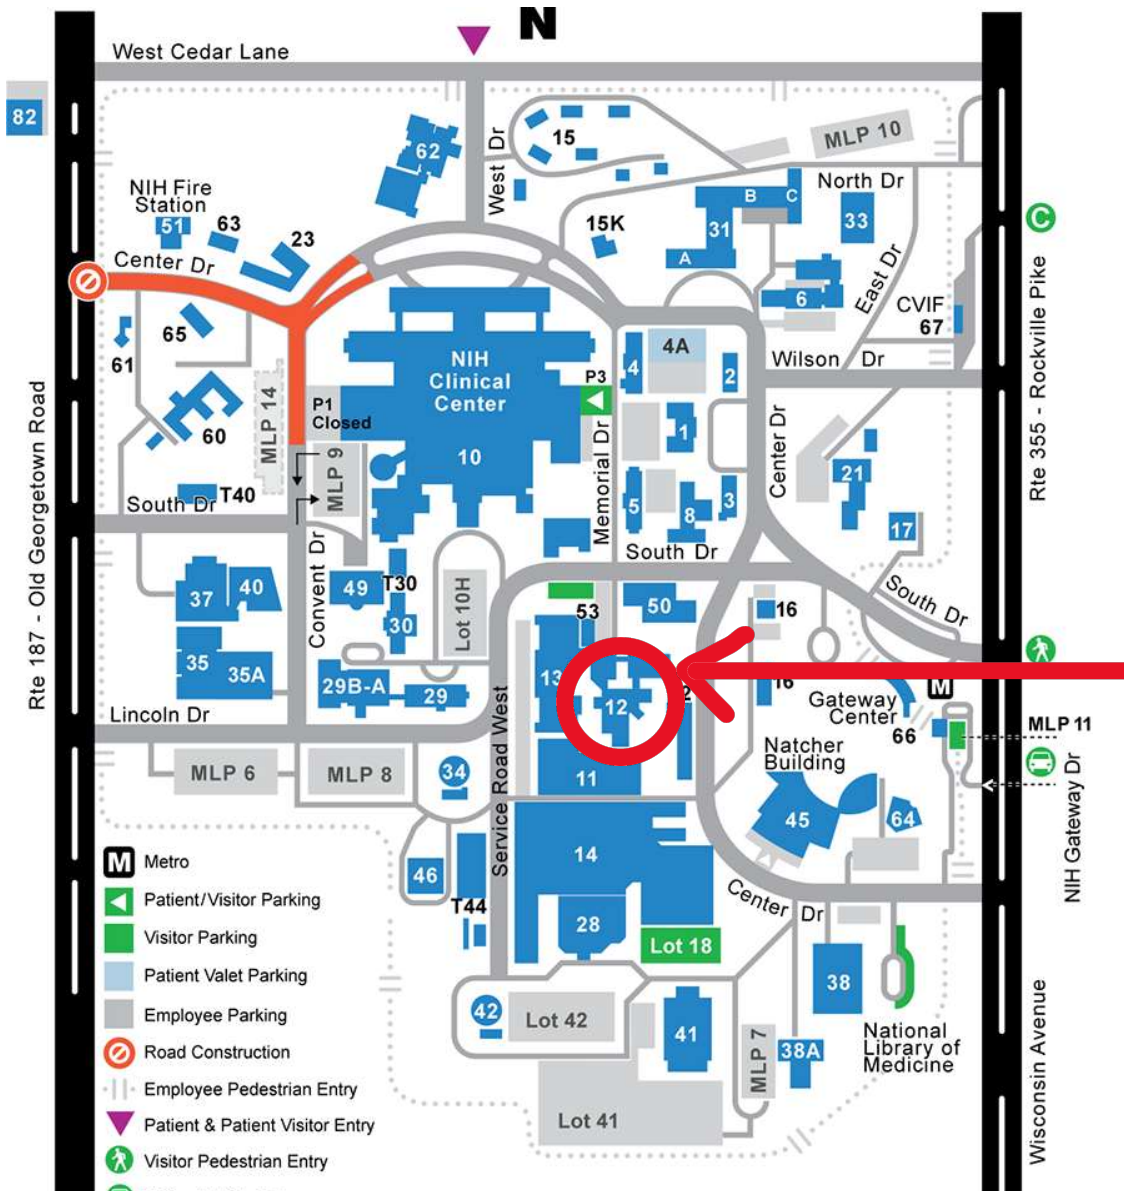 N
West Cedar Lane
82
62
West Dr
15
MLP 10
NIH Fire
Station
51
63
23
15K
B
C
31
A
North Dr
33
East Dr
6
CVIF
67
Center Dr
65
61
60
MLP 14
P1
Closed
MLP 9
NIH
Clinical
Center
10
P3
Memorial Dr
4
4A
2
1
5
8
3
Wilson Dr
Center Dr
21
17
T40
South Dr
South Dr
South Dr
Convent Dr
37
40
49
T30
30
Lot 10H
53
50
16
35
35A
29B-A
29
13
12
2
16
Gateway
Center
M
66
MLP 11
NIH Gateway Dr
Lincoln Dr
MLP 6
MLP 8
34
Service Road West
11
Natcher
Building
45
64
14
46
T44
28
Lot 18
Center Dr
38
National
Library of
Medicine
42
Lot 42
41
MLP 7
38A
Lot 41
Rte 187 - Old Georgetown Road
C
Rte 355 - Rockville Pike
Wisconsin Avenue
M Metro
Patient/Visitor Parking
Visitor Parking
Patient Valet Parking
Employee Parking
Road Construction
Employee Pedestrian Entry
Patient & Patient Visitor Entry
Visitor Pedestrian Entry